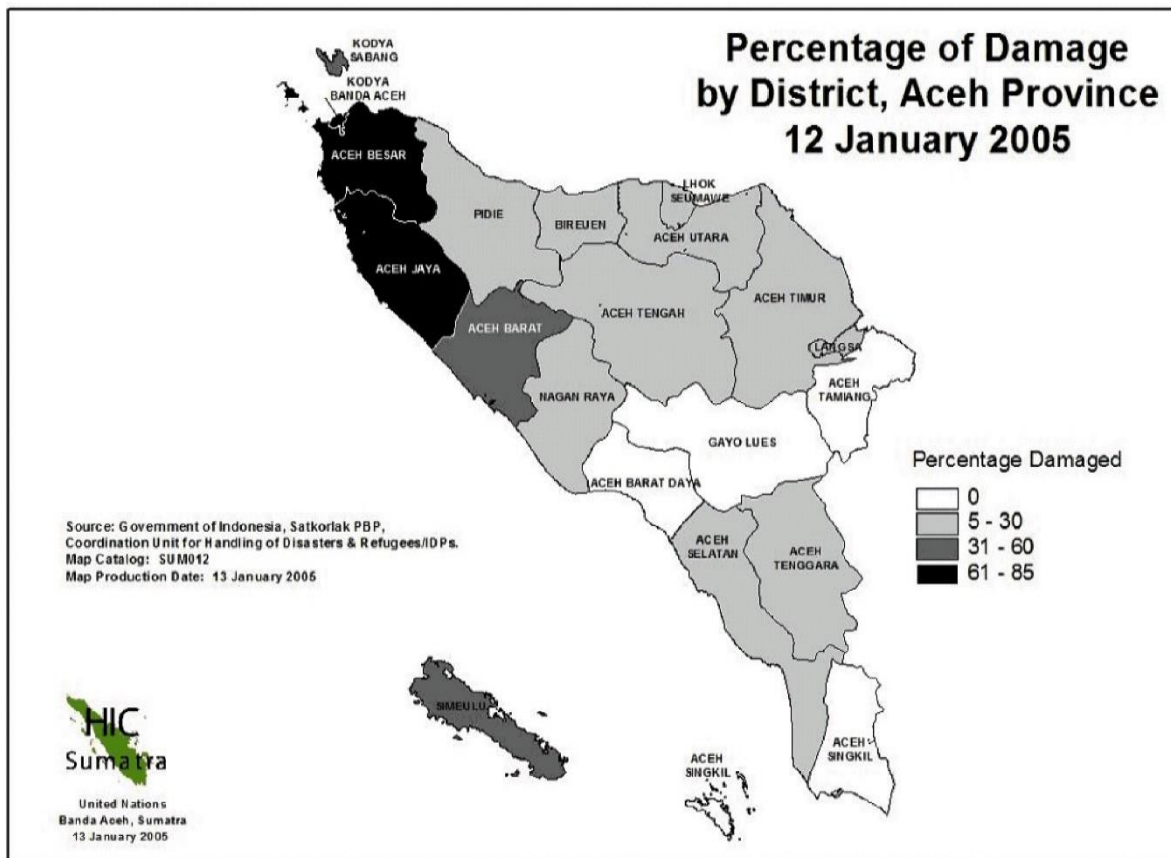 Percentage of Damage
by District, Aceh Province
12 January 2005
KODYA
SABANG
KODYA
BANDA ACEH
ACEH BESAR
PIDIE
BIREUEN
LHOK
SEUMAWE
ACEH UTARA
ACEH JAYA
ACEH BARAT
ACEH TENGAH
ACEH TIMUR
LANGSA
ACEH
TAMIANG
NAGAN RAYA
GAYO LUES
ACEH BARAT DAYA
ACEH
SELATAN
ACEH
TENGGARA
SIMEULU
ACEH
SINGKIL
ACEH
SINGKIL
Percentage Damaged
0
5 - 30
31 - 60
61 - 85
Source: Government of Indonesia, Satkorlak PBP,
Coordination Unit for Handling of Disasters & Refugees/IDPs.
Map Catalog: SUM012
Map Production Date: 13 January 2005
HIC
Sumatra
United Nations
Banda Aceh, Sumatra
13 January 2005